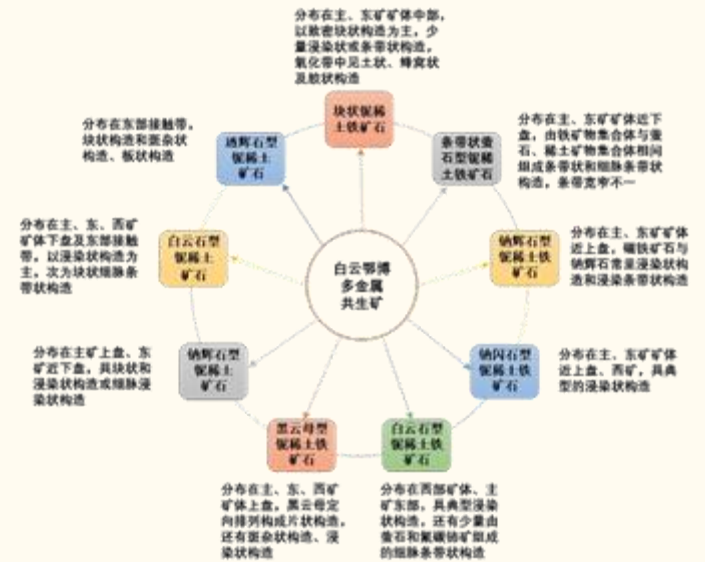 分布在主、东矿矿体中部,
以致密块状构造为主,少
量浸染状或条带状构造,
氧化带中见土状、蜂窝状
及胶状构造
块状铌稀
土铁矿石
分布在主、东矿矿体近下
盘,由铁矿物集合体与萤
石、稀土矿物集合体相间
组成条带状和细脉条带状
构造,条带宽窄不一
条带状萤
石型铌稀
土铁矿石
分布在主、东矿矿体
近上盘,磁铁矿石与
钠辉石常呈浸染状构
造和浸染条带状构造
钠辉石型
铌稀土铁
矿石
分布在主、东矿矿体
近上盘、西矿,具典
型的浸染状构造
钠闪石型
铌稀土铁
矿石
白云石型
铌稀土铁
矿石
分布在西部矿体、主
矿东部,具典型浸染
状构造,还有少量由
萤石和氟碳铈矿组成
的细脉条带状构造
黑云母型
铌稀土铁
矿石
分布在主、东、西矿
矿体上盘,黑云母定
向排列构成片状构造,
还有斑杂状构造、浸
染状构造
钠辉石型
铌稀土
矿石
分布在主矿上盘、东
矿近下盘,具块状和
浸染状构造或细脉浸
染状构造
白云石型
铌稀土
矿石
分布在主、东、西矿
矿体下盘及东部接触
带,以浸染状构造为
主,次为块状细脉条
带状构造
透辉石型
铌稀土
矿石
分布在东部接触带,
块状构造和斑杂状
构造、板状构造
白云鄂博
多金属
共生矿